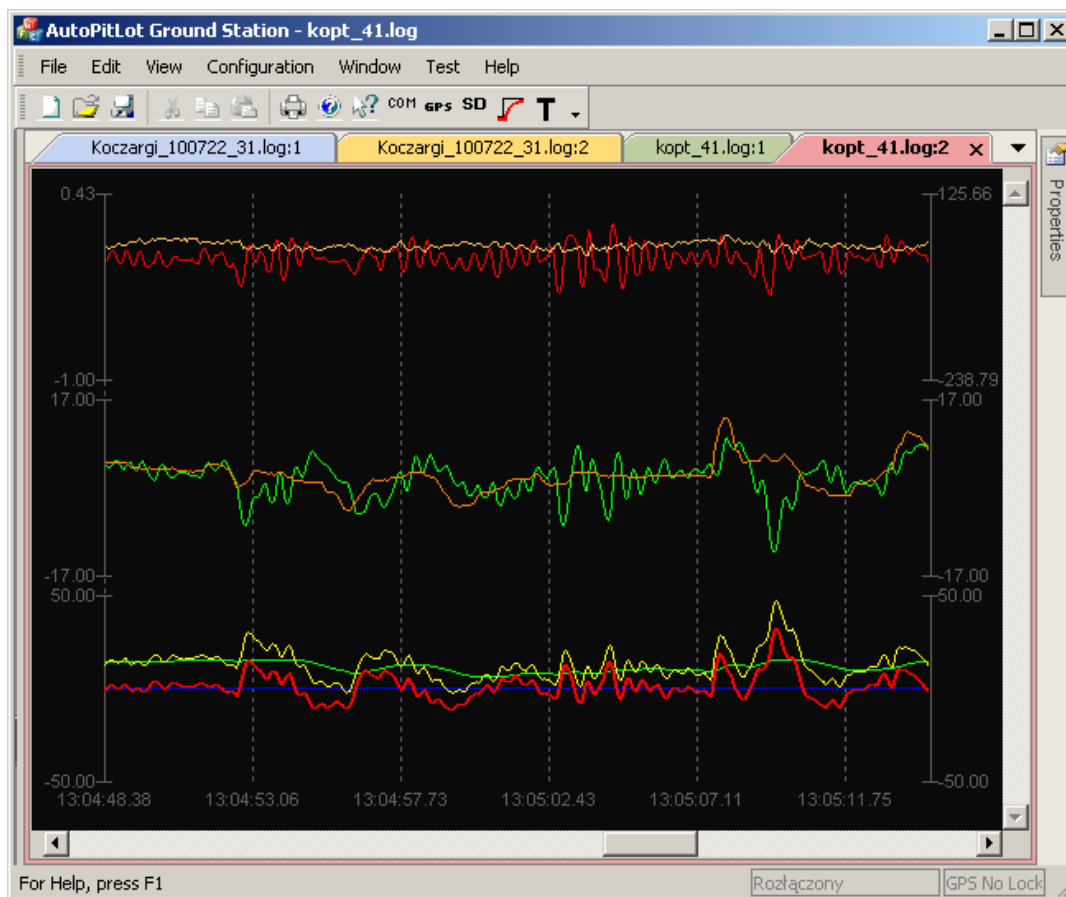 AutoPitLot Ground Station - kopt_41.log
File Edit View Configuration Window Test Help
COM GPS SD T
Koczargi_100722_31.log:1 Koczargi_100722_31.log:2 kopt_41.log:1 kopt_41.log:2
Properties
0.43 125.66
-1.00 -238.79
17.00 17.00
-17.00 -17.00
50.00 50.00
-50.00 -50.00
13:04:48.38 13:04:53.06 13:04:57.73 13:05:02.43 13:05:07.11 13:05:11.75
For Help, press F1 Rozłączony GPS No Lock